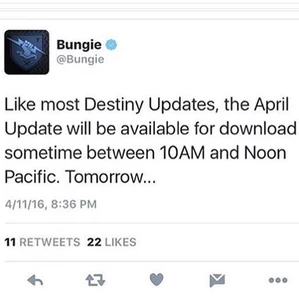 Bungie
@Bungie
Like most Destiny Updates, the April
Update will be available for download
sometime between 10AM and Noon
Pacific. Tomorrow...
4/11/16, 8:36 PM
11 RETWEETS 22 LIKES